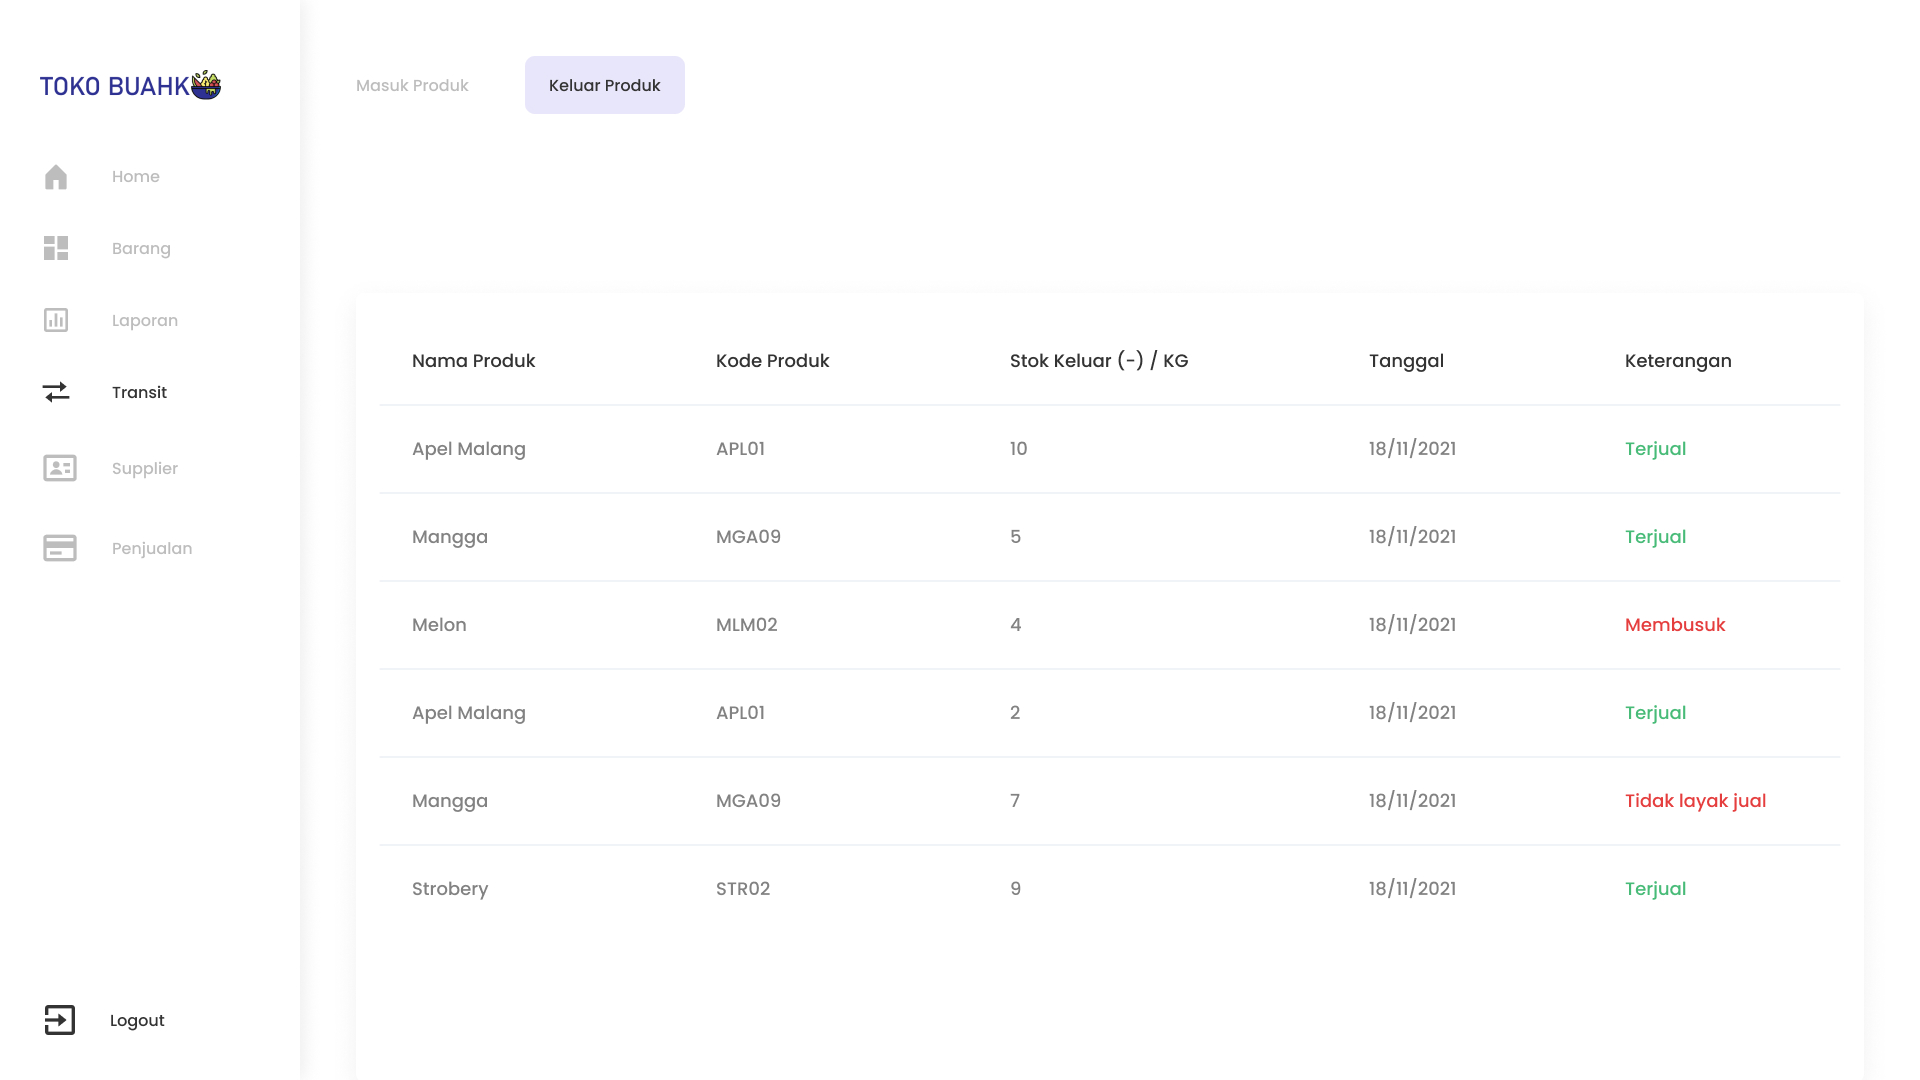 TOKO BUAHK
Home
Barang
Laporan
Transit
Supplier
Penjualan
Logout
Masuk Produk Keluar Produk
Nama Produk Kode Produk Stok Keluar (-) / KG Tanggal Keterangan
Apel Malang APL01 10 18/11/2021 Terjual
Mangga MGA09 5 18/11/2021 Terjual
Melon MLM02 4 18/11/2021 Membusuk
Apel Malang APL01 2 18/11/2021 Terjual
Mangga MGA09 7 18/11/2021 Tidak layak jual
Strobery STR02 9 18/11/2021 Terjual